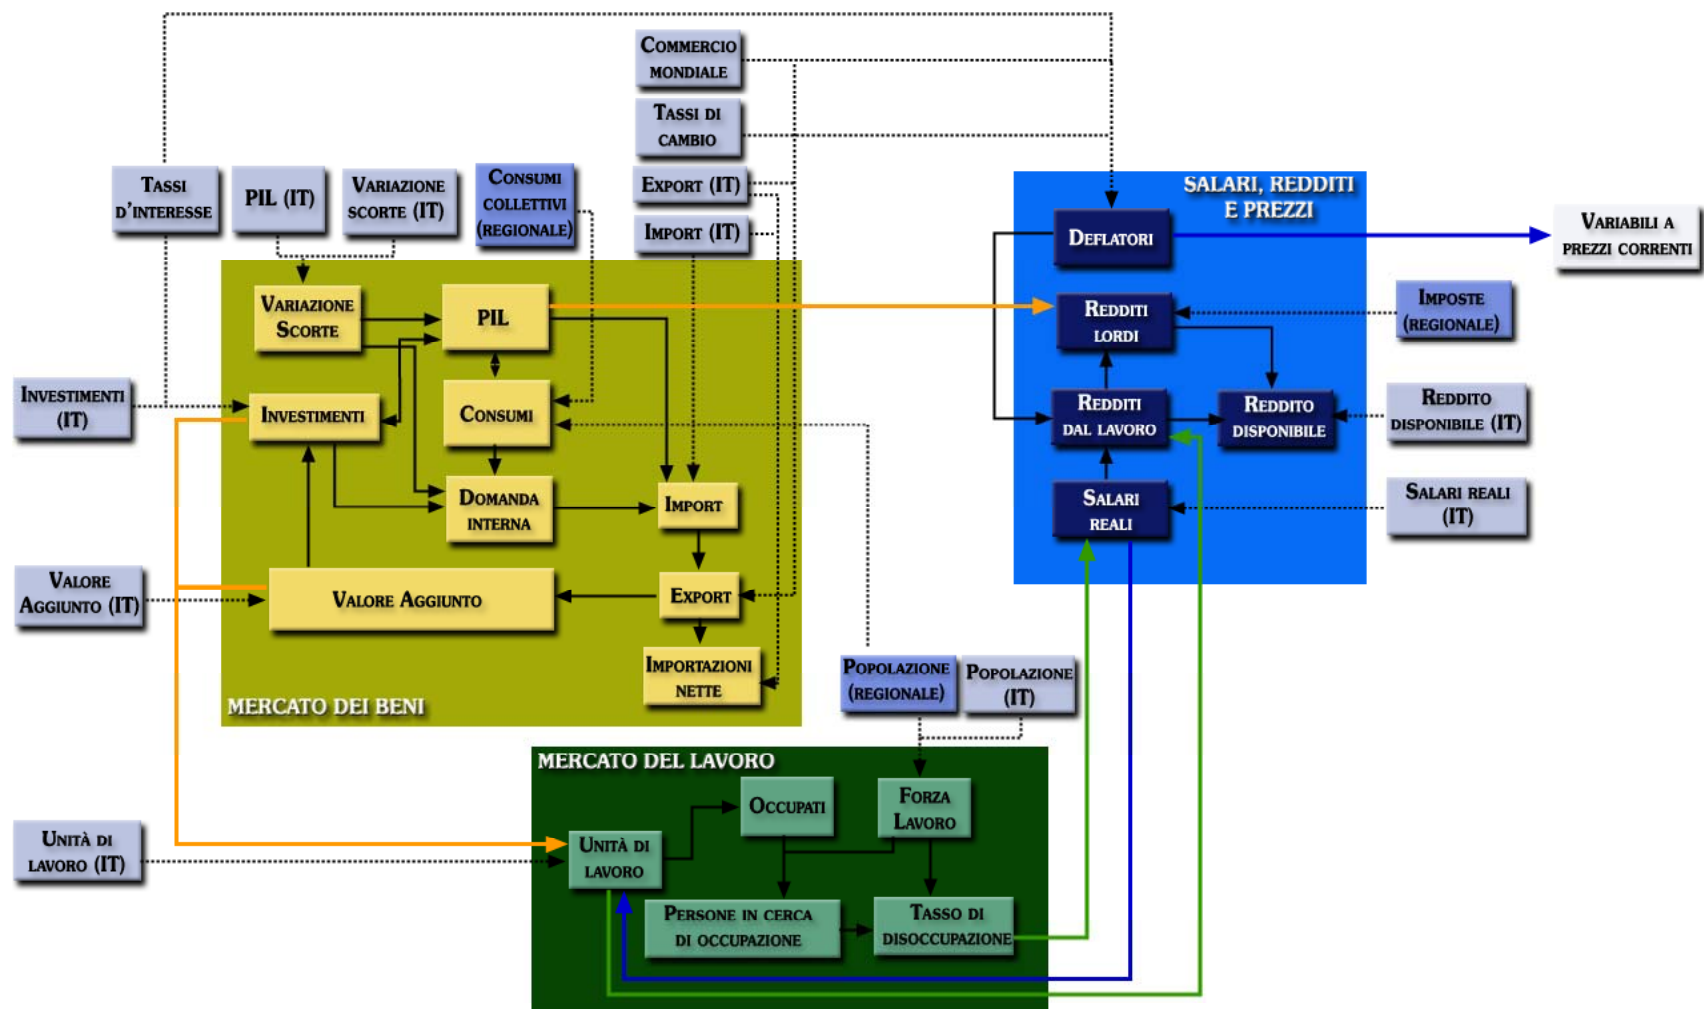 Commercio
mondiale
Tassi di
cambio
Tassi
d'interesse
PIL (IT)
Variazione
scorte (IT)
Consumi
collettivi
(regionale)
Export (IT)
Import (IT)
SALARI, REDDITI
E PREZZI
Deflatori
Variabili a
prezzi correnti
Variazione
Scorte
PIL
Redditi
lordi
Imposte
(regionale)
Investimenti
(IT)
Investimenti
Consumi
Redditi
dal lavoro
Reddito
disponibile
Reddito
disponibile (IT)
Domanda
interna
Import
Salari
reali
Salari reali
(IT)
Valore
Aggiunto (IT)
Valore Aggiunto
Export
Importazioni
nette
MERCATO DEI BENI
Popolazione
(regionale)
Popolazione
(IT)
MERCATO DEL LAVORO
Occupati
Forza
Lavoro
Unità di
lavoro (IT)
Unità di
lavoro
Persone in cerca
di occupazione
Tasso di
disoccupazione